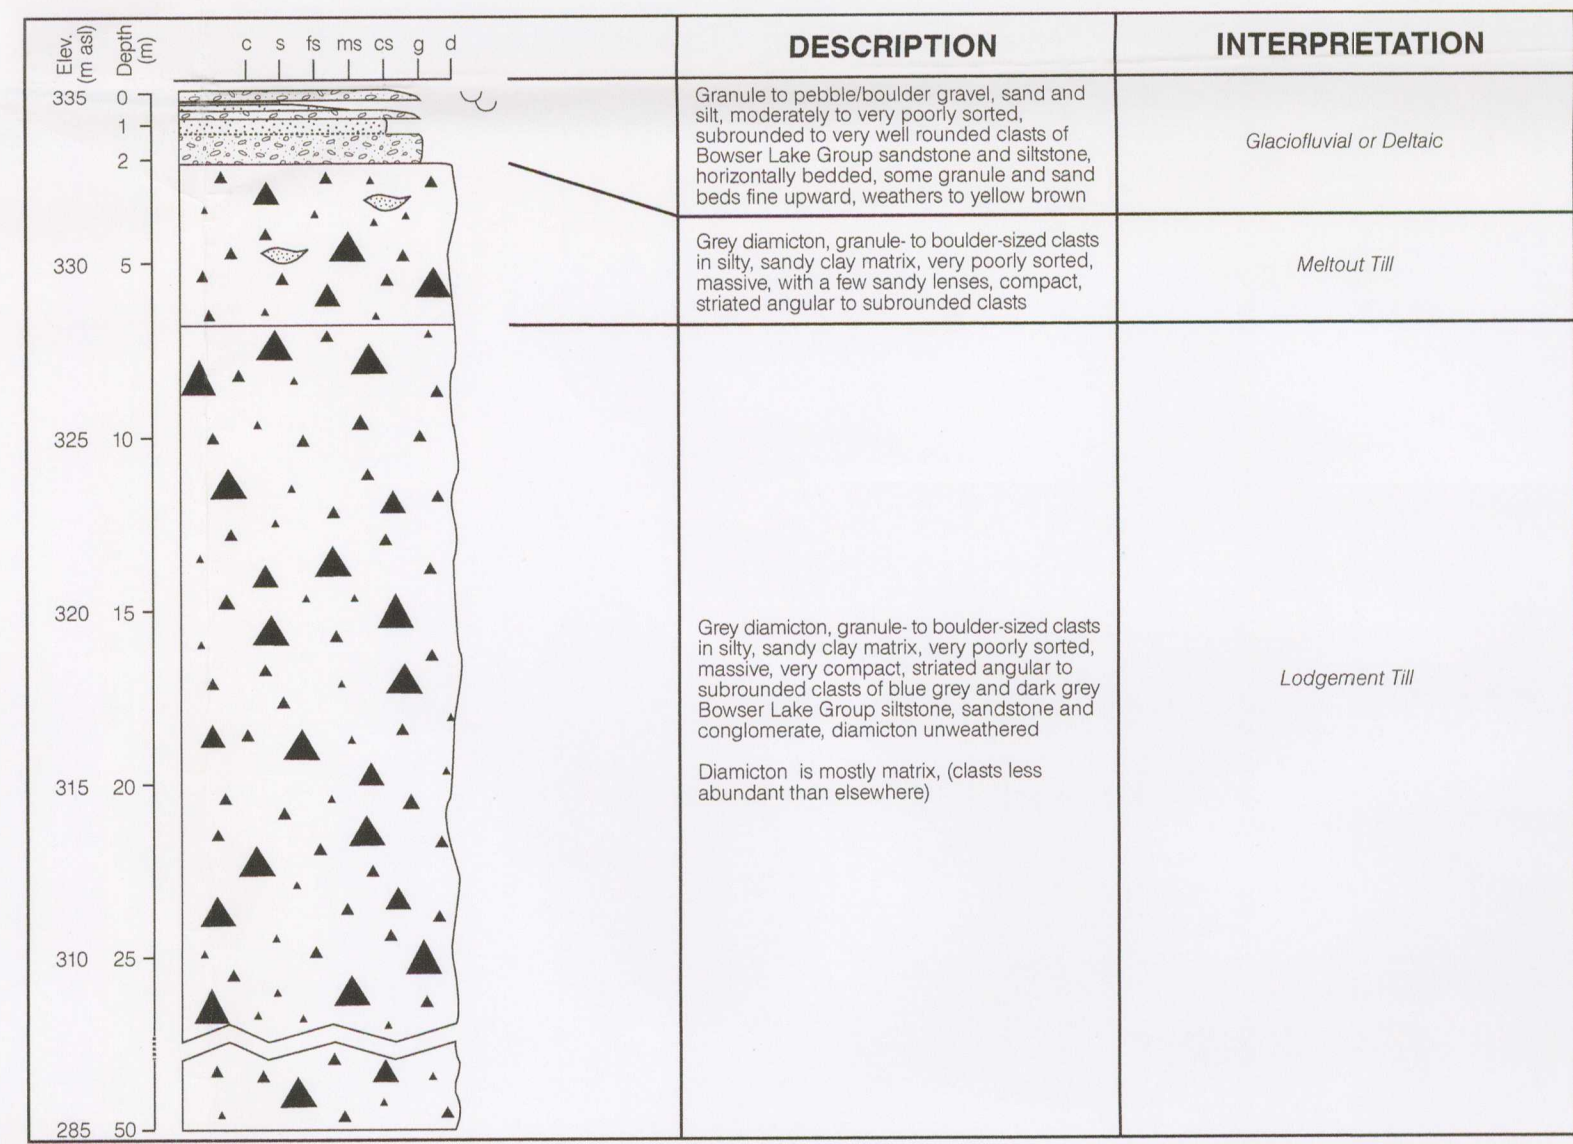 Elev. (m asl)
Depth (m)
c s fs ms cs g d
DESCRIPTION
INTERPRETATION
335 0
1
2
330 5
325 10
320 15
315 20
310 25
285 50
Granule to pebble/boulder gravel, sand and
silt, moderately to very poorly sorted,
subrounded to very well rounded clasts of
Bowser Lake Group sandstone and siltstone,
horizontally bedded, some granule and sand
beds fine upward, weathers to yellow brown
Glaciofluvial or Deltaic
Grey diamicton, granule- to boulder-sized clasts
in silty, sandy clay matrix, very poorly sorted,
massive, with a few sandy lenses, compact,
striated angular to subrounded clasts
Meltout Till
Grey diamicton, granule- to boulder-sized clasts
in silty, sandy clay matrix, very poorly sorted,
massive, very compact, striated angular to
subrounded clasts of blue grey and dark grey
Bowser Lake Group siltstone, sandstone and
conglomerate, diamicton unweathered
Diamicton is mostly matrix, (clasts less
abundant than elsewhere)
Lodgement Till